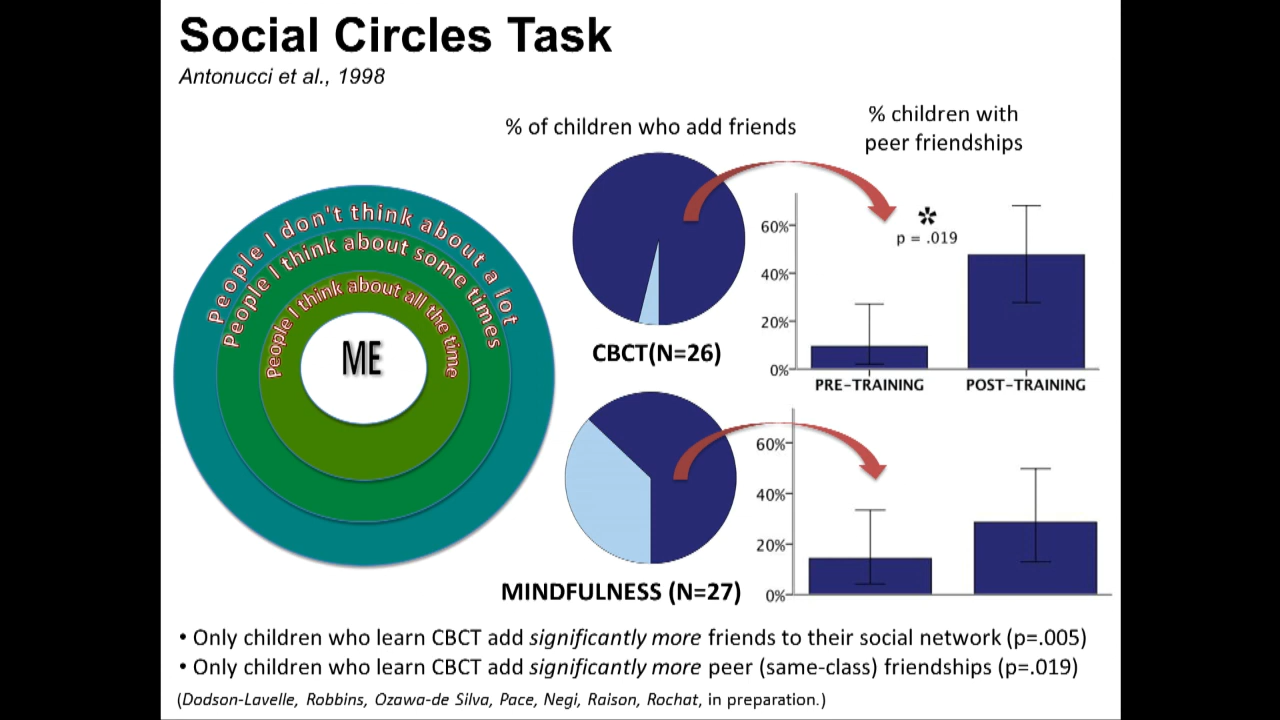 Social Circles Task
Antonucci et al., 1998
% of children who add friends
% children with
peer friendships
People I don't think about a lot
People I think about some times
People I think about all the time
ME
CBCT(N=26)
60%
40%
20%
0%
*
p = .019
PRE-TRAINING POST-TRAINING
MINDFULNESS (N=27)
60%
40%
20%
0%
• Only children who learn CBCT add significantly more friends to their social network (p=.005)
• Only children who learn CBCT add significantly more peer (same-class) friendships (p=.019)
(Dodson-Lavelle, Robbins, Ozawa-de Silva, Pace, Negi, Raison, Rochat, in preparation.)